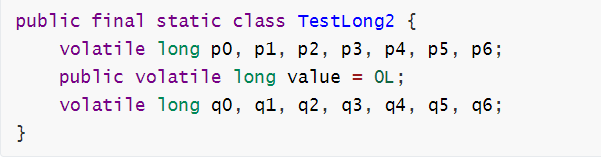 public final static class TestLong2 {
    volatile long p0, p1, p2, p3, p4, p5, p6;
    public volatile long value = 0L;
    volatile long q0, q1, q2, q3, q4, q5, q6;
}